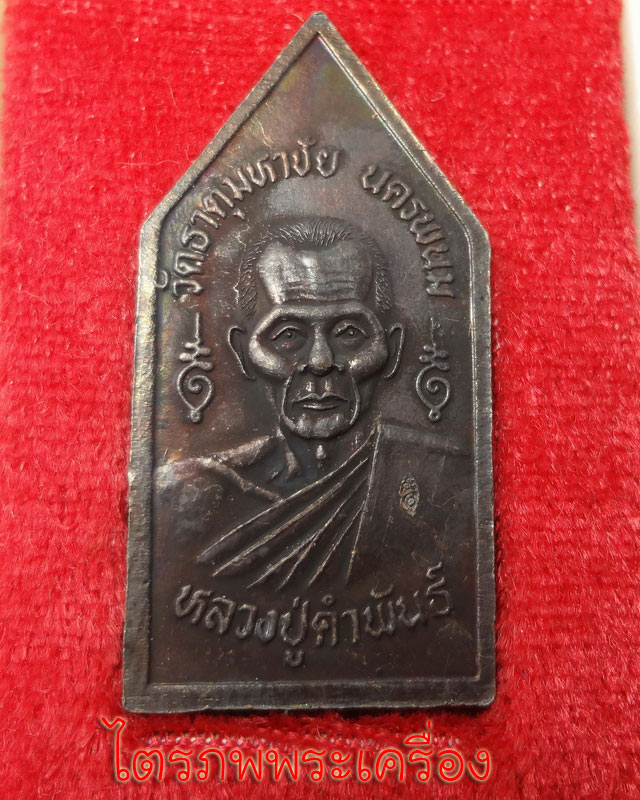 วัดธาตุมหาชัย นครพนม
หลวงปู่คำพันธ์
ไตรภพพระเครื่อง